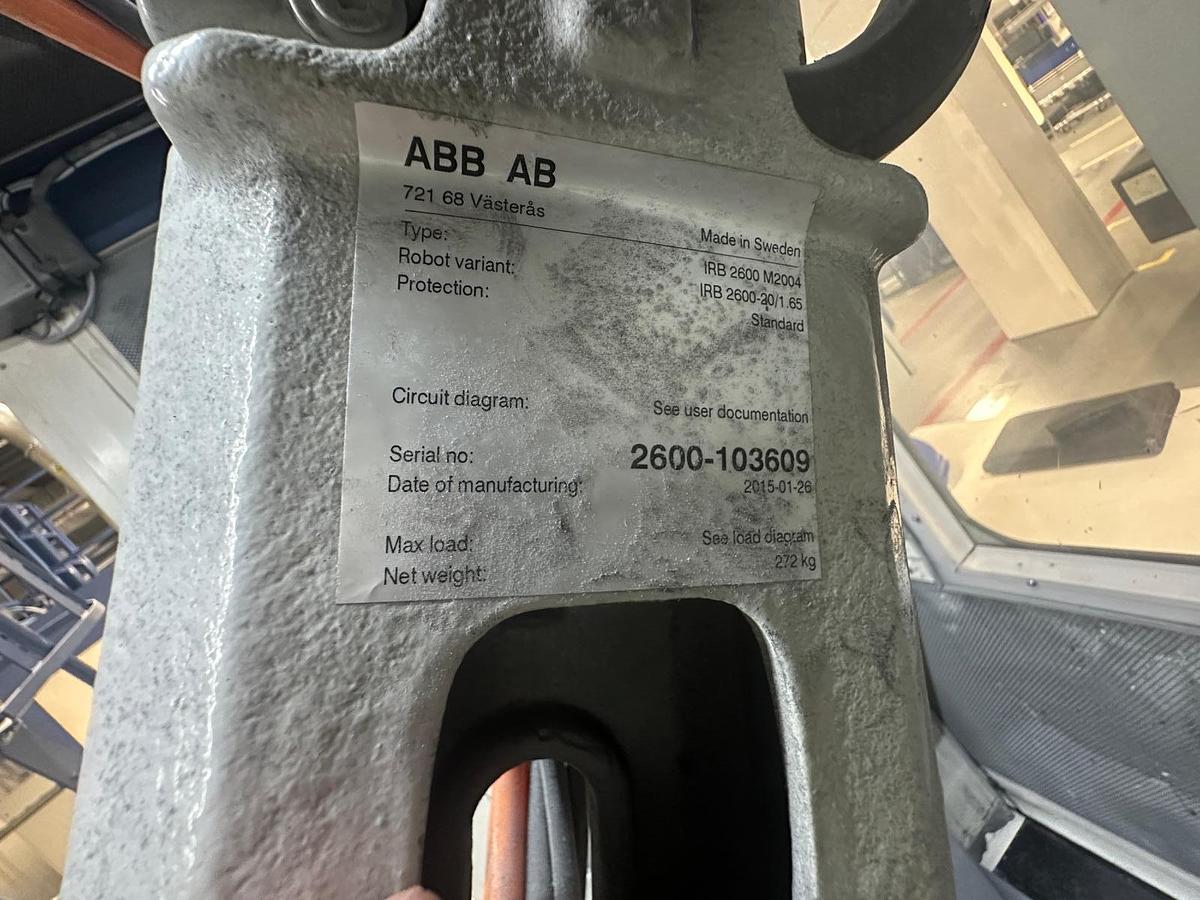 ABB AB
721 68 Västerås
Made in Sweden
Type: IRB 2600 M2004
Robot variant: IRB 2600-20/1.65
Protection: Standard
Circuit diagram: See user documentation
Serial no: 2600-103609
Date of manufacturing: 2015-01-26
Max load: See load diagram
Net weight: 272 kg